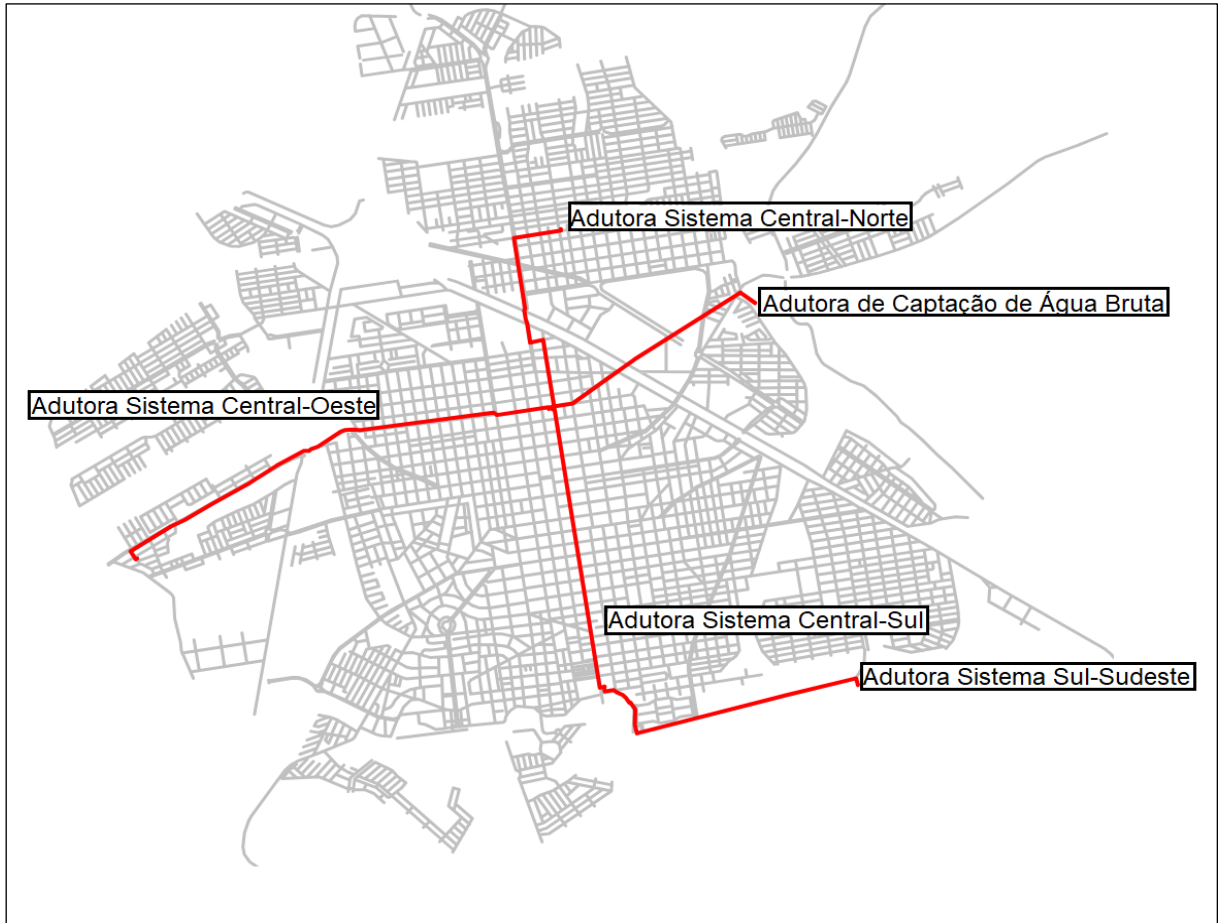 Adutora Sistema Central-Norte
Adutora de Captação de Água Bruta
Adutora Sistema Central-Oeste
Adutora Sistema Central-Sul
Adutora Sistema Sul-Sudeste